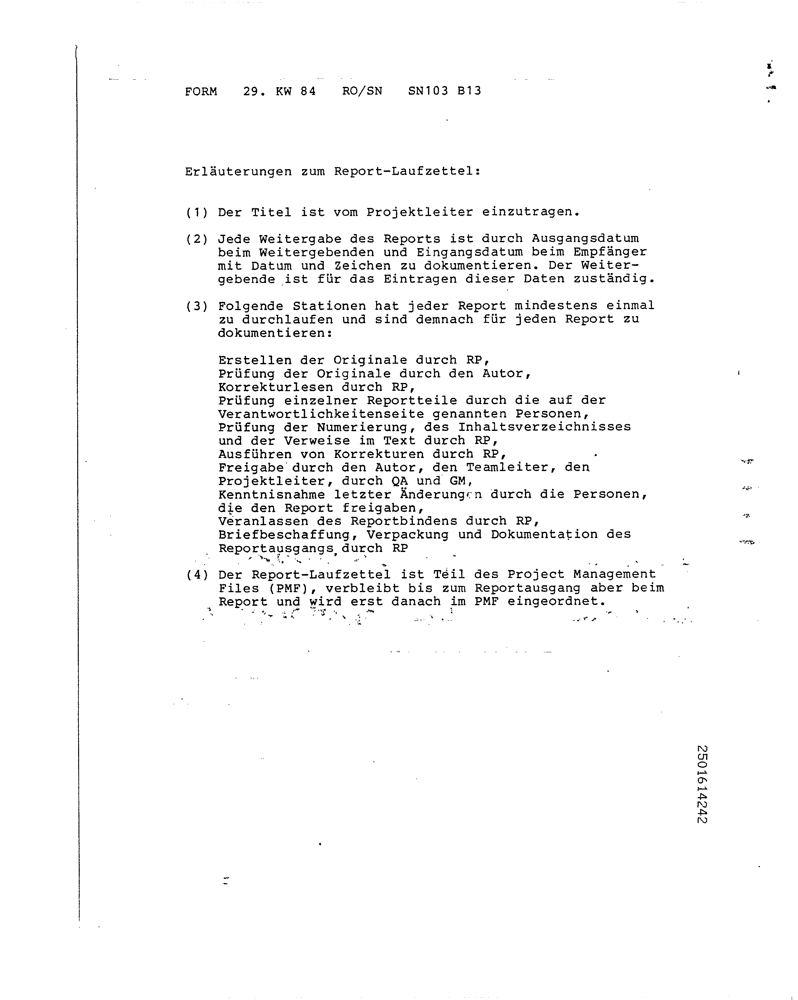 FORM 29. KW 84 RO/SN SN103 B13
Erläuterungen zum Report-Laufzettel:
(1) Der Titel ist vom Projektleiter einzutragen.
(2) Jede Weitergabe des Reports ist durch Ausgangsdatum
beim Weitergebenden und Eingangsdatum beim Empfänger
mit Datum und Zeichen zu dokumentieren. Der Weiter-
gebende ist für das Eintragen dieser Daten zuständig.
(3) Folgende Stationen hat jeder Report mindestens einmal
zu durchlaufen und sind demnach für jeden Report zu
dokumentieren:
Erstellen der Originale durch RP,
Prüfung der Originale durch den Autor,
Korrekturlesen durch RP,
Prüfung einzelner Reportteile durch die auf der
Verantwortlichkeitenseite genannten Personen,
Prüfung der Numerierung, des Inhaltsverzeichnisses
und der Verweise im Text durch RP,
Ausführen von Korrekturen durch RP,
Freigabe durch den Autor, den Teamleiter, den
Projektleiter, durch QA und GM,
Kenntnisnahme letzter Änderungen durch die Personen,
die den Report freigaben,
Veranlassen des Reportbindens durch RP,
Briefbeschaffung, Verpackung und Dokumentation des
Reportausgangs durch RP
(4) Der Report-Laufzettel ist Teil des Project Management
Files (PMF), verbleibt bis zum Reportausgang aber beim
Report und wird erst danach im PMF eingeordnet.
2501614242